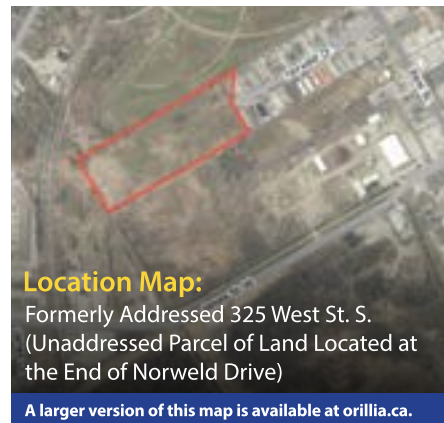 Location Map:
Formerly Addressed 325 West St. S.
(Unaddressed Parcel of Land Located at
the End of Norweld Drive)
A larger version of this map is available at orillia.ca.